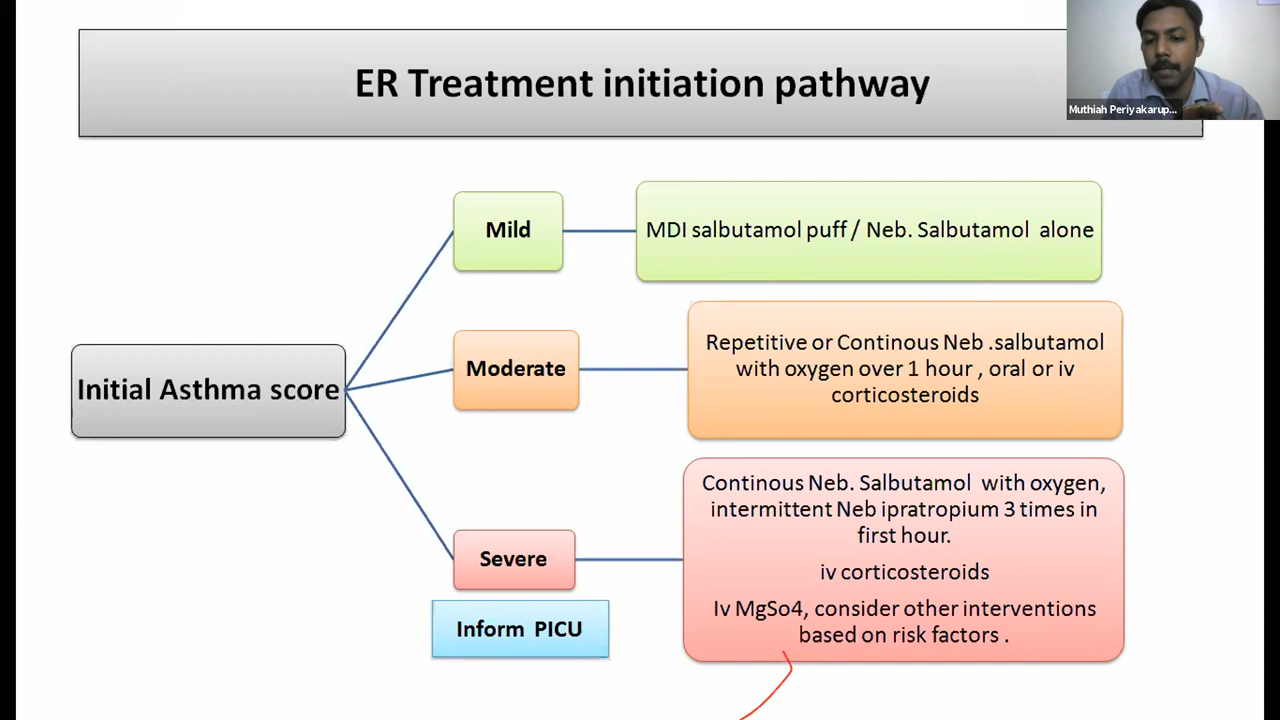 ER Treatment initiation pathway
Muthiah Periyakarup...
Mild
MDI salbutamol puff / Neb. Salbutamol alone
Moderate
Repetitive or Continous Neb .salbutamol
with oxygen over 1 hour , oral or iv
corticosteroids
Initial Asthma score
Severe
Continous Neb. Salbutamol with oxygen,
intermittent Neb ipratropium 3 times in
first hour.
iv corticosteroids
Iv MgSo4, consider other interventions
based on risk factors .
Inform PICU